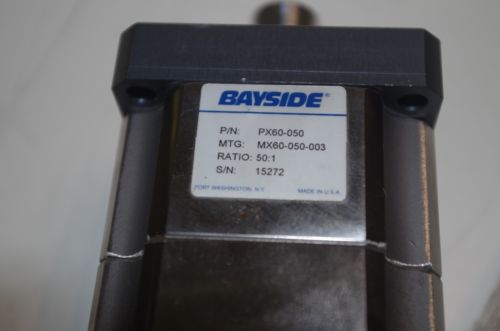 BAYSIDE®
P/N: PX60-050
MTG: MX60-050-003
RATIO: 50:1
S/N: 15272
PORT WASHINGTON, N.Y. MADE IN U.S.A.